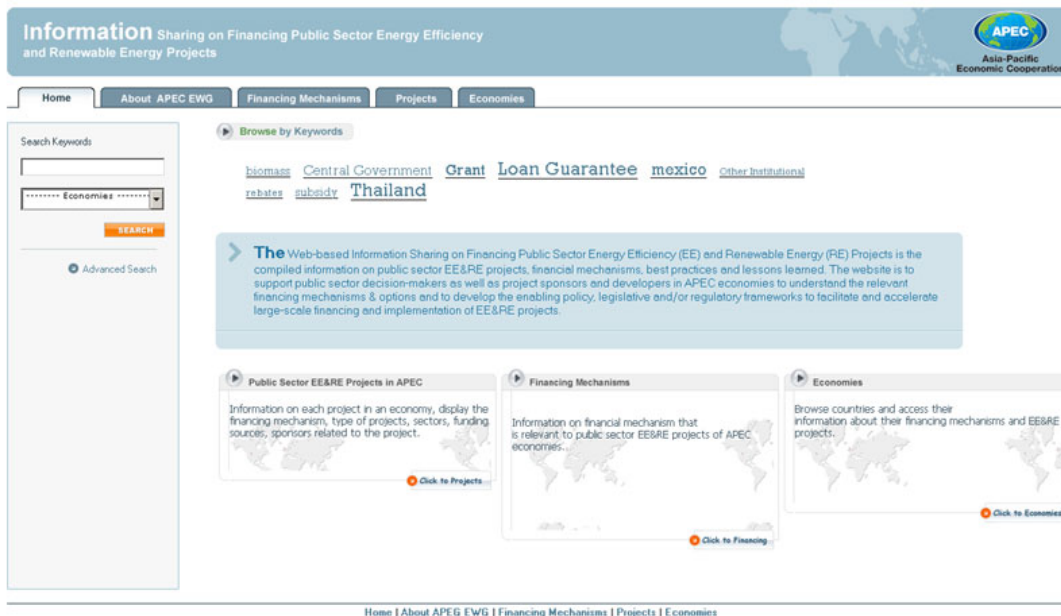 Information Sharing on Financing Public Sector Energy Efficiency
and Renewable Energy Projects
APEC
Asia-Pacific
Economic Cooperation
Home
About APEC EWG
Financing Mechanisms
Projects
Economies
Search Keywords
------- Economies -------
SEARCH
Advanced Search
Browse by Keywords
biomass Central Government Grant Loan Guarantee mexico Other Institutional
rebates subsidy Thailand
The Web-based Information Sharing on Financing Public Sector Energy Efficiency (EE) and Renewable Energy (RE) Projects is the
compiled information on public sector EE&RE projects, financial mechanisms, best practices and lessons learned. The website is to
support public sector decision-makers as well as project sponsors and developers in APEC economies to understand the relevant
financing mechanisms & options and to develop the enabling policy, legislative and/or regulatory frameworks to facilitate and accelerate
large-scale financing and implementation of EE&RE projects.
Public Sector EE&RE Projects in APEC
Information on each project in an economy, display the
financing mechanism, type of projects, sectors, funding
sources, sponsors related to the project.
Click to Projects
Financing Mechanisms
Information on financial mechanism that
is relevant to public sector EE&RE projects of APEC
economies.
Click to Financing
Economies
Browse countries and access their
information about their financing mechanisms and EE&RE
projects.
Click to Economies
Home | About APEG EWG | Financing Mechanisms | Projects | Economies